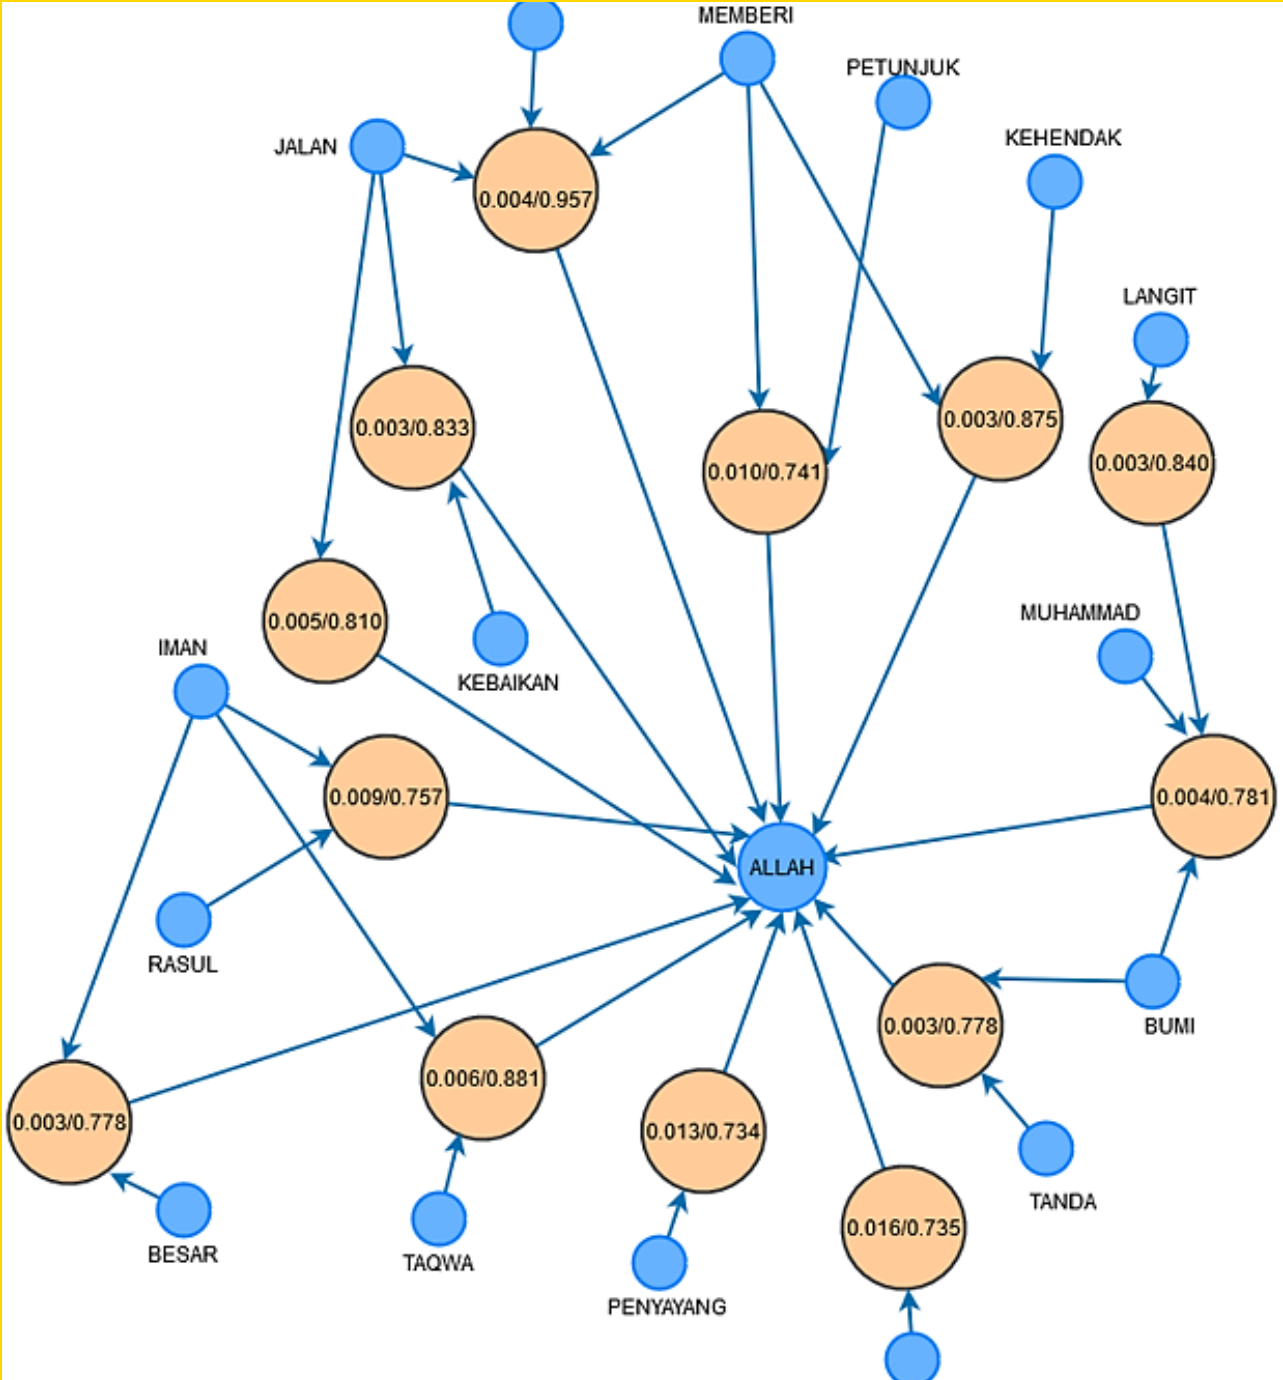 MEMBERI
PETUNJUK
KEHENDAK
JALAN
0.004/0.957
LANGIT
0.003/0.833
0.003/0.875
0.010/0.741
0.003/0.840
0.005/0.810
MUHAMMAD
IMAN
KEBAIKAN
0.009/0.757
0.004/0.781
ALLAH
RASUL
0.003/0.778
BUMI
0.006/0.881
0.003/0.778
0.013/0.734
TANDA
0.016/0.735
BESAR
TAQWA
PENYAYANG